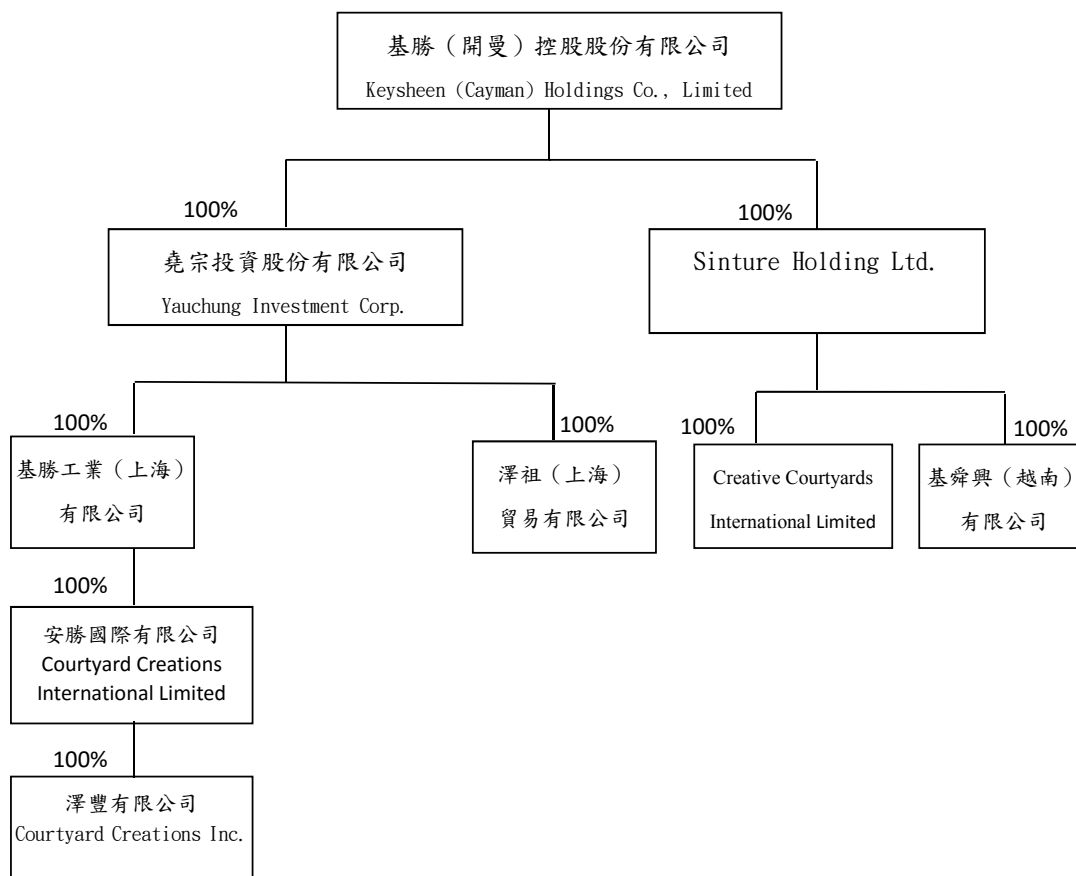 基勝（開曼）控股股份有限公司
Keysheen (Cayman) Holdings Co., Limited
100%
100%
堯宗投資股份有限公司
Yauchung Investment Corp.
Sinture Holding Ltd.
100%
100%
100%
100%
基勝工業（上海）
有限公司
澤祖（上海）
貿易有限公司
Creative Courtyards
International Limited
基舜興（越南）
有限公司
100%
安勝國際有限公司
Courtyard Creations
International Limited
100%
澤豐有限公司
Courtyard Creations Inc.